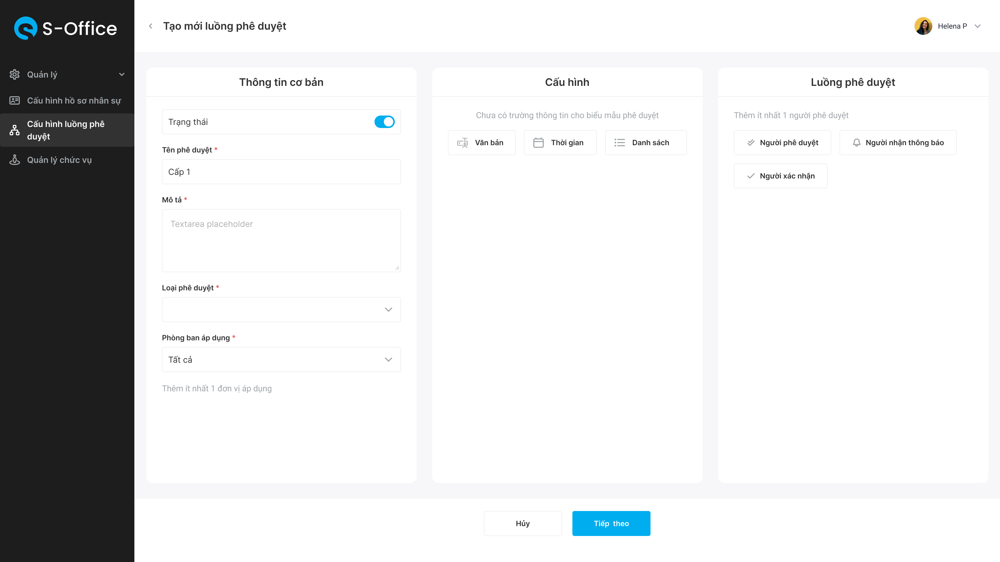 S-Office
Quản lý
Cấu hình hồ sơ nhân sự
Cấu hình luồng phê
duyệt
Quản lý chức vụ
Tạo mới luồng phê duyệt
Helena P
Thông tin cơ bản
Trạng thái
Tên phê duyệt *
Cấp 1
Mô tả *
Textarea placeholder
Loại phê duyệt *
Phòng ban áp dụng *
Tất cả
Thêm ít nhất 1 đơn vị áp dụng
Cấu hình
Chưa có trường thông tin cho biểu mẫu phê duyệt
Văn bản
Thời gian
Danh sách
Luồng phê duyệt
Thêm ít nhất 1 người phê duyệt
Người phê duyệt
Người nhận thông báo
Người xác nhận
Hủy
Tiếp theo